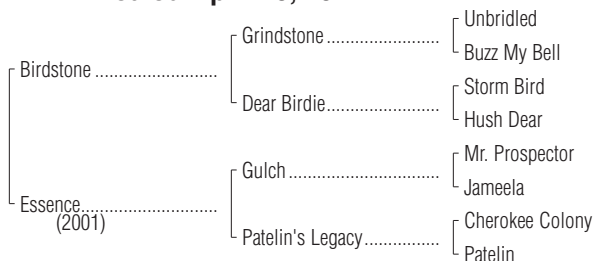 Unbridled
Grindstone
Buzz My Bell
Birdstone
Storm Bird
Dear Birdie
Hush Dear
Mr. Prospector
Gulch
Jameela
Essence
(2001)
Cherokee Colony
Patelin's Legacy
Patelin